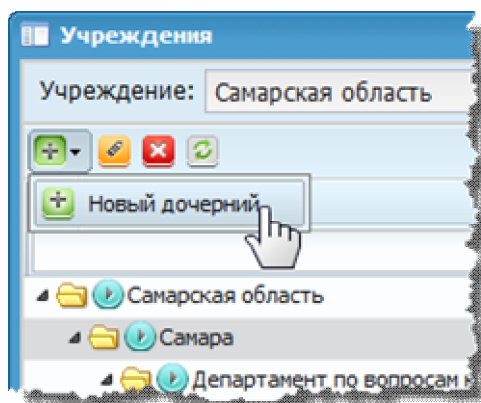 Учреждения
Учреждение: Самарская область
Новый дочерний
Самарская область
Самара
Департамент по вопросам